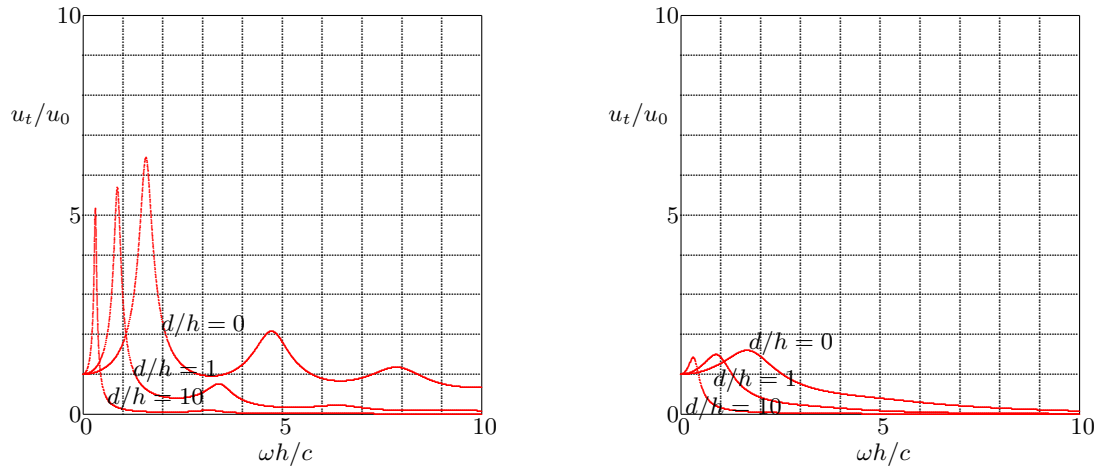 10
u_t/u_0
5
d/h = 0
d/h = 1
d/h = 10
0
0
5
10
ωh/c
10
u_t/u_0
5
d/h = 0
d/h = 1
d/h = 10
0
0
5
10
ωh/c